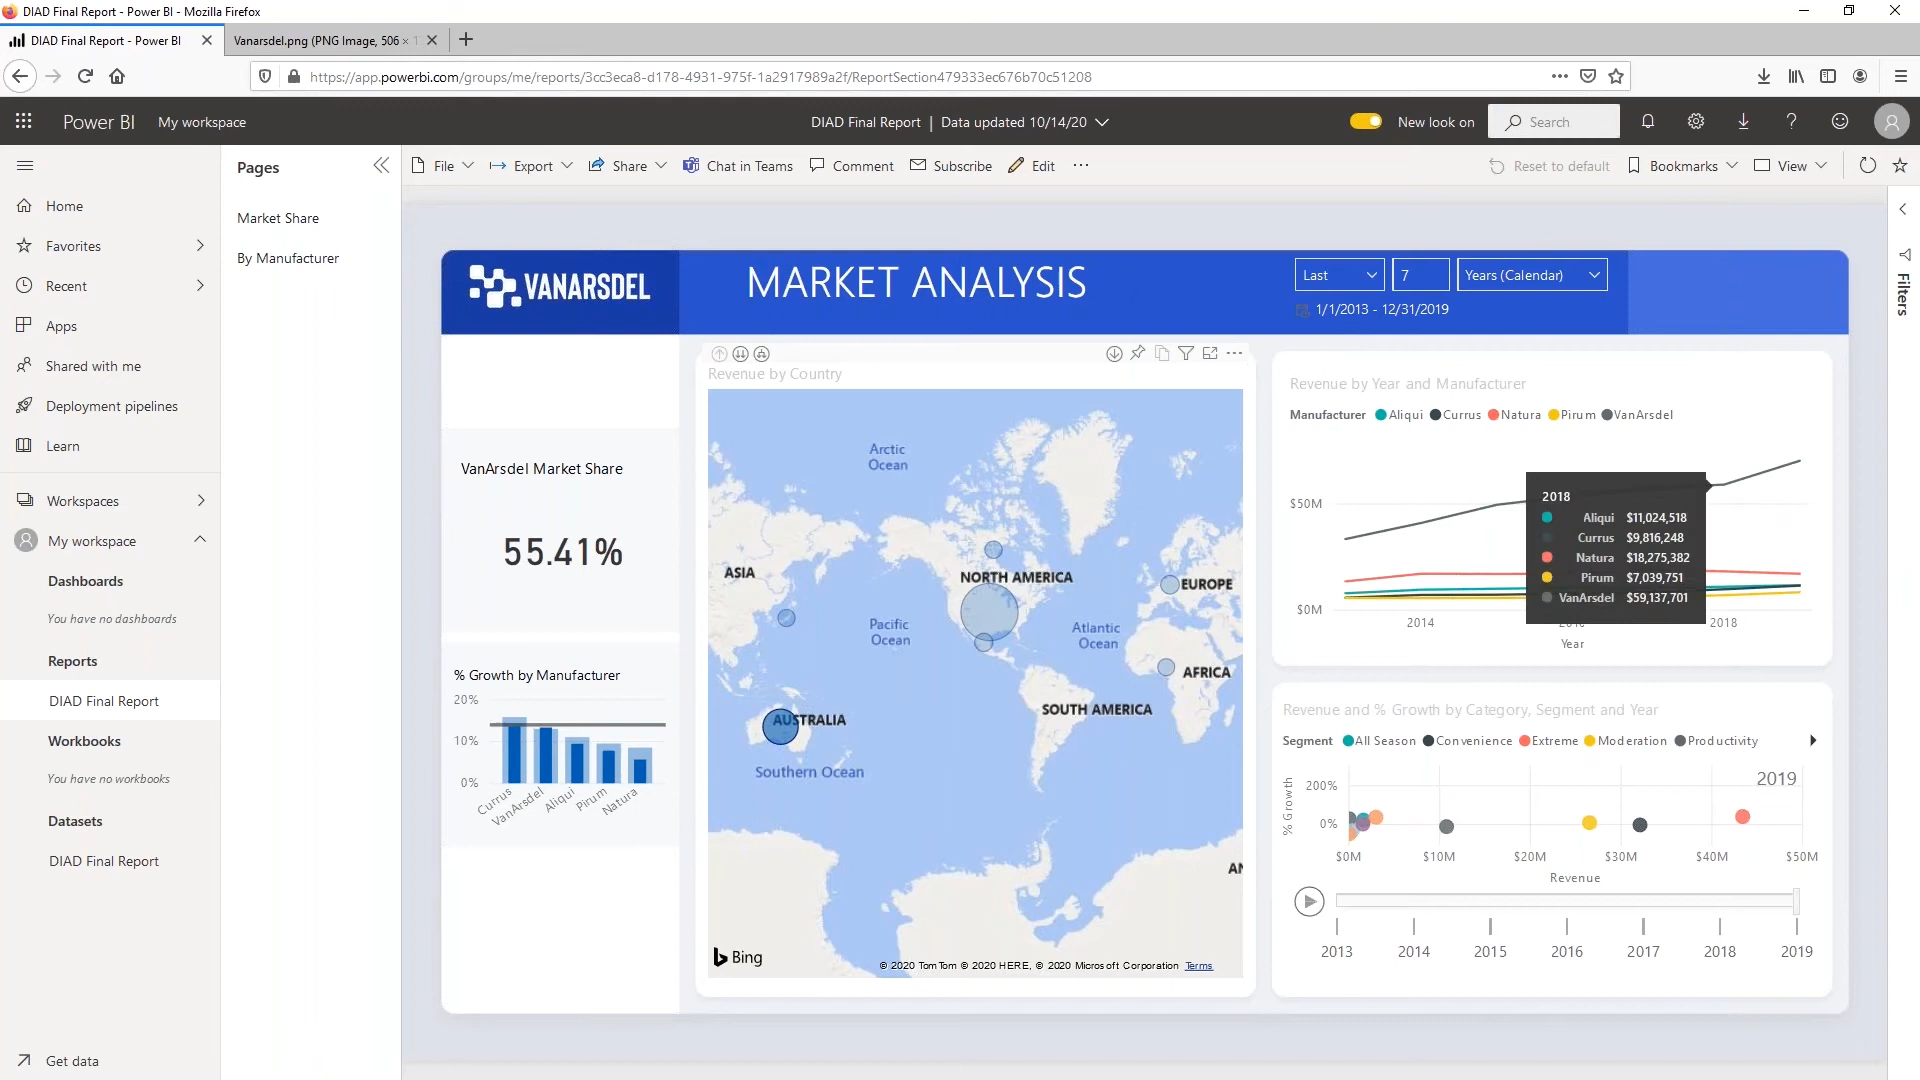 DIAD Final Report - Power BI - Mozilla Firefox
DIAD Final Report - Power BI
Vanarsdel.png (PNG Image, 506 ×
https://app.powerbi.com/groups/me/reports/3cc3eca8-d178-4931-975f-1a2917989a2f/ReportSection479333ec676b70c51208
Power BI My workspace
DIAD Final Report | Data updated 10/14/20
New look on
Search
Pages
File Export Share Chat in Teams Comment Subscribe Edit
Reset to default Bookmarks View
Home
Favorites
Recent
Apps
Shared with me
Deployment pipelines
Learn
Workspaces
My workspace
Dashboards
You have no dashboards
Reports
DIAD Final Report
Workbooks
You have no workbooks
Datasets
DIAD Final Report
Get data
Market Share
By Manufacturer
Filters
VANARSDEL
MARKET ANALYSIS
Last 7 Years (Calendar)
1/1/2013 - 12/31/2019
VanArsdel Market Share
55.41%
% Growth by Manufacturer
20%
10%
0%
Currus VanArsdel Aliqui Pirum Natura
Revenue by Country
Arctic
Ocean
ASIA
NORTH AMERICA
EUROPE
Pacific
Ocean
Atlantic
Ocean
AFRICA
SOUTH AMERICA
AUSTRALIA
Southern Ocean
AN
Bing
© 2020 TomTom © 2020 HERE, © 2020 Microsoft Corporation Terms
Revenue by Year and Manufacturer
Manufacturer Aliqui Currus Natura Pirum VanArsdel
$50M
$0M
2018
Aliqui $11,024,518
Currus $9,816,248
Natura $18,275,382
Pirum $7,039,751
VanArsdel $59,137,701
2014 2018
Year
Revenue and % Growth by Category, Segment and Year
Segment All Season Convenience Extreme Moderation Productivity
2019
% Growth
200%
0%
$0M $10M $20M $30M $40M $50M
Revenue
2013 2014 2015 2016 2017 2018 2019